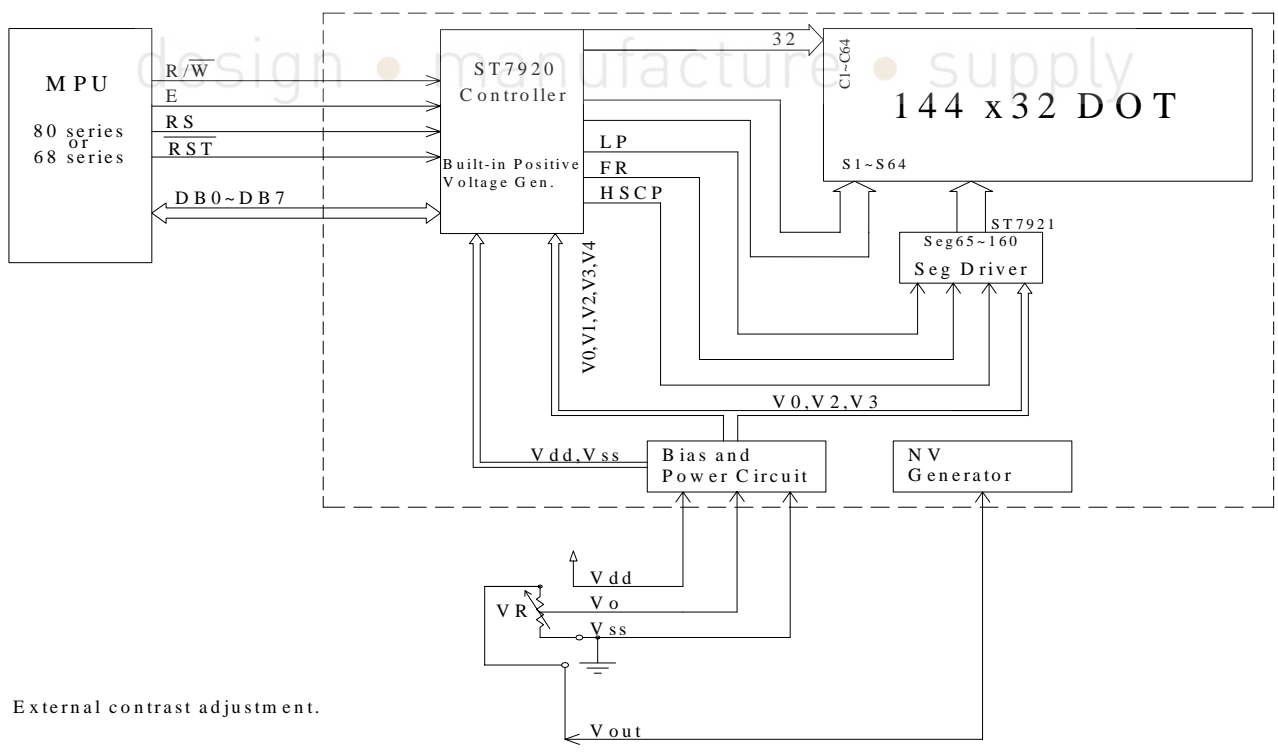 design • manufacture • supply
MPU
80 series
or
68 series
R/W̅
E
RS
R̅S̅T̅
DB0~DB7
ST7920
Controller
Built-in Positive
Voltage Gen.
32
C1~C64
144 x32 DOT
S1~S64
LP
FR
HSCP
ST7921
Seg65~160
Seg Driver
V0,V1,V2,V3,V4
V0,V2,V3
Vdd,Vss
Bias and
Power Circuit
NV
Generator
Vdd
VR
Vo
Vss
External contrast adjustment.
Vout